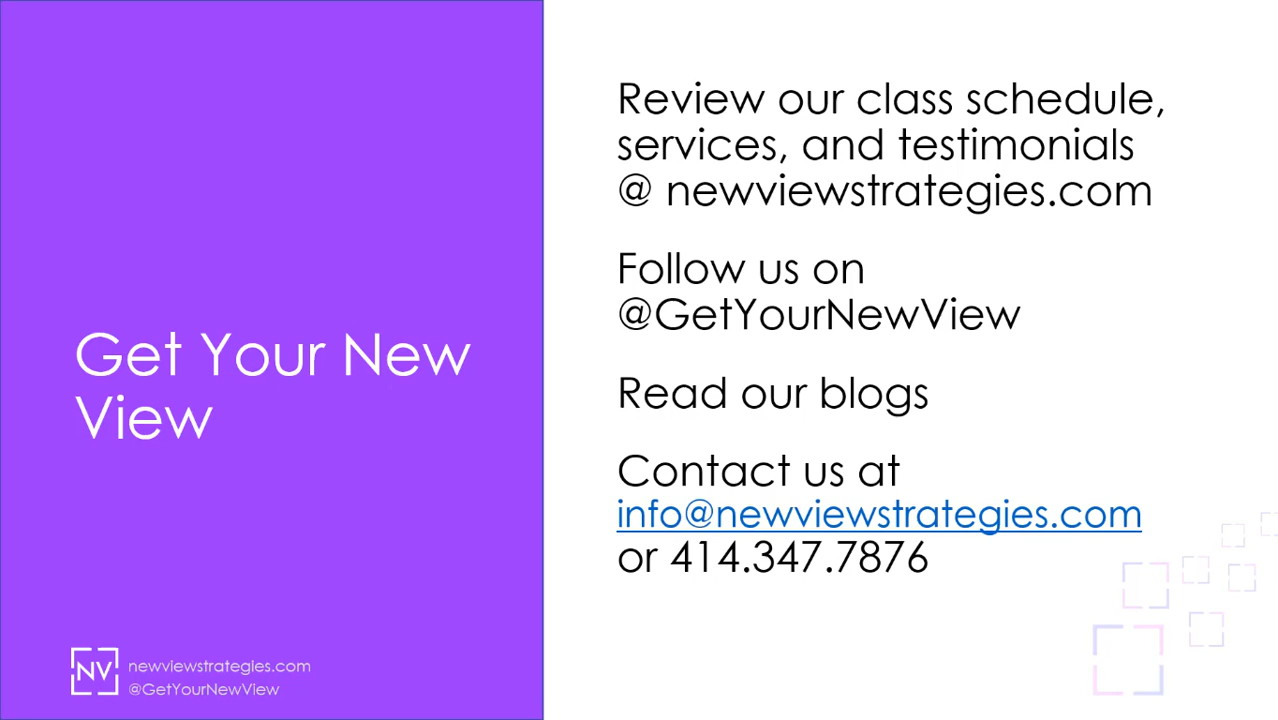 Get Your New
View
Review our class schedule,
services, and testimonials
@ newviewstrategies.com
Follow us on
@GetYourNewView
Read our blogs
Contact us at
info@newviewstrategies.com
or 414.347.7876
NV
newviewstrategies.com
@GetYourNewView